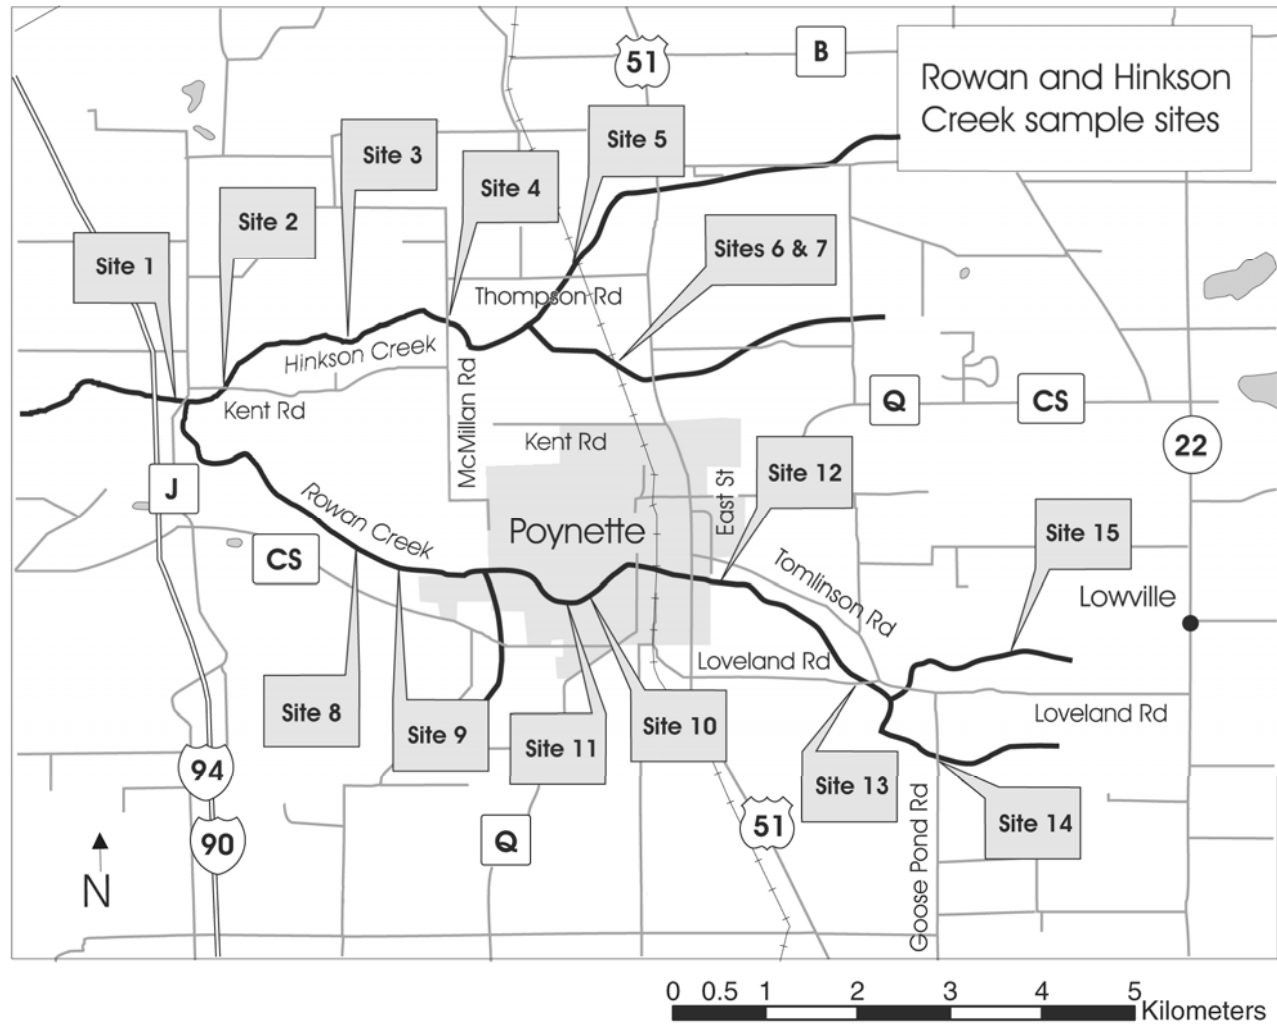 51
B
Rowan and Hinkson
Creek sample sites
Site 5
Site 3
Site 4
Site 2
Sites 6 & 7
Site 1
Thompson Rd
Hinkson Creek
McMillan Rd
Kent Rd
Q
CS
22
Kent Rd
Site 12
J
East St
Rowan Creek
Poynette
Site 15
CS
Tomlinson Rd
Lowville
Loveland Rd
Site 8
Site 9
Site 11
Site 10
Loveland Rd
94
Site 13
Goose Pond Rd
Site 14
51
90
Q
N
0 0.5 1 2 3 4 5 Kilometers